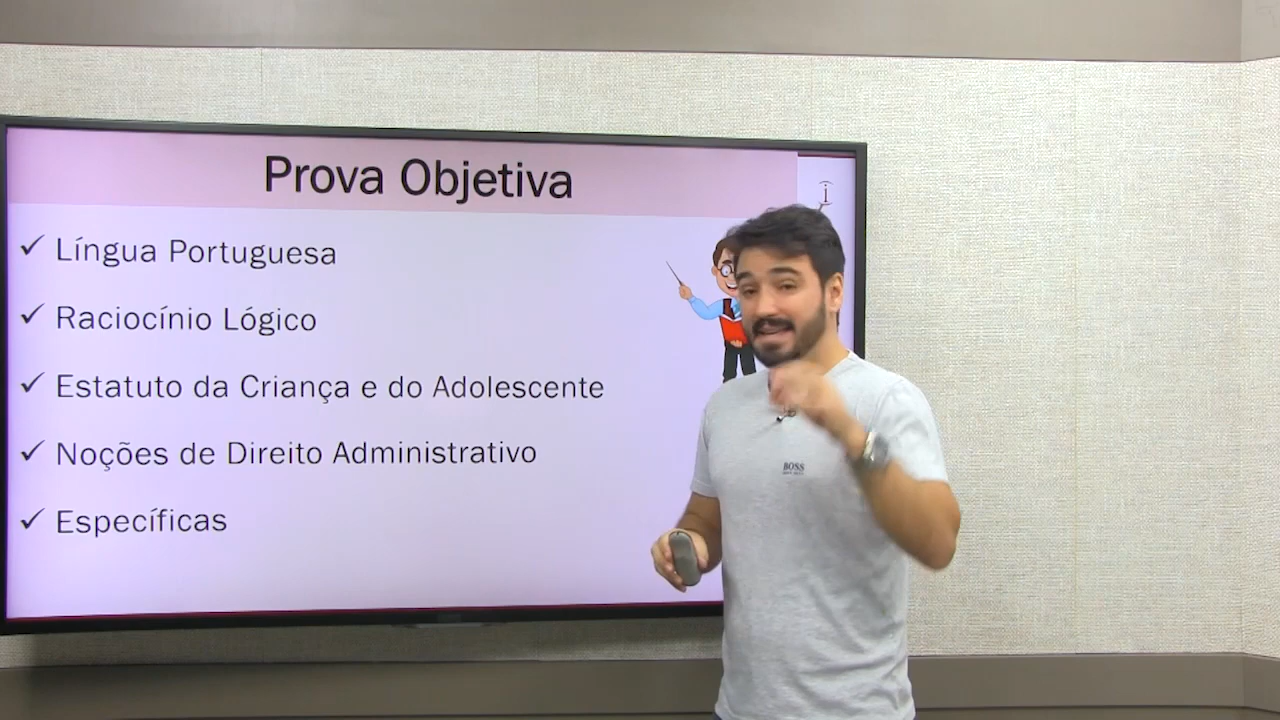 Prova Objetiva
i
✓ Língua Portuguesa
✓ Raciocínio Lógico
✓ Estatuto da Criança e do Adolescente
✓ Noções de Direito Administrativo
✓ Específicas
BOSS